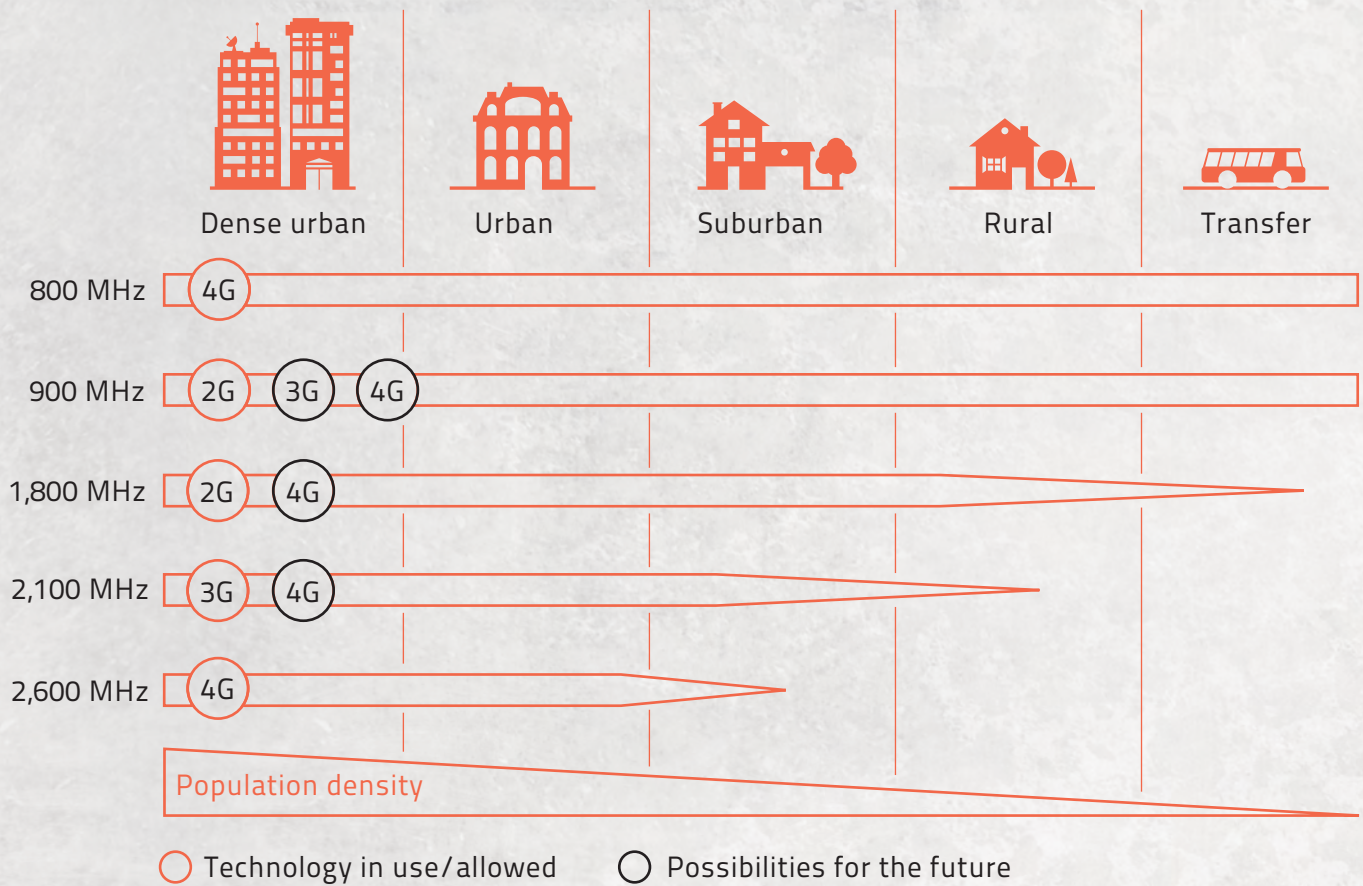 Dense urban
Urban
Suburban
Rural
Transfer
800 MHz
4G
900 MHz
2G
3G
4G
1,800 MHz
2G
4G
2,100 MHz
3G
4G
2,600 MHz
4G
Population density
Technology in use/allowed
Possibilities for the future